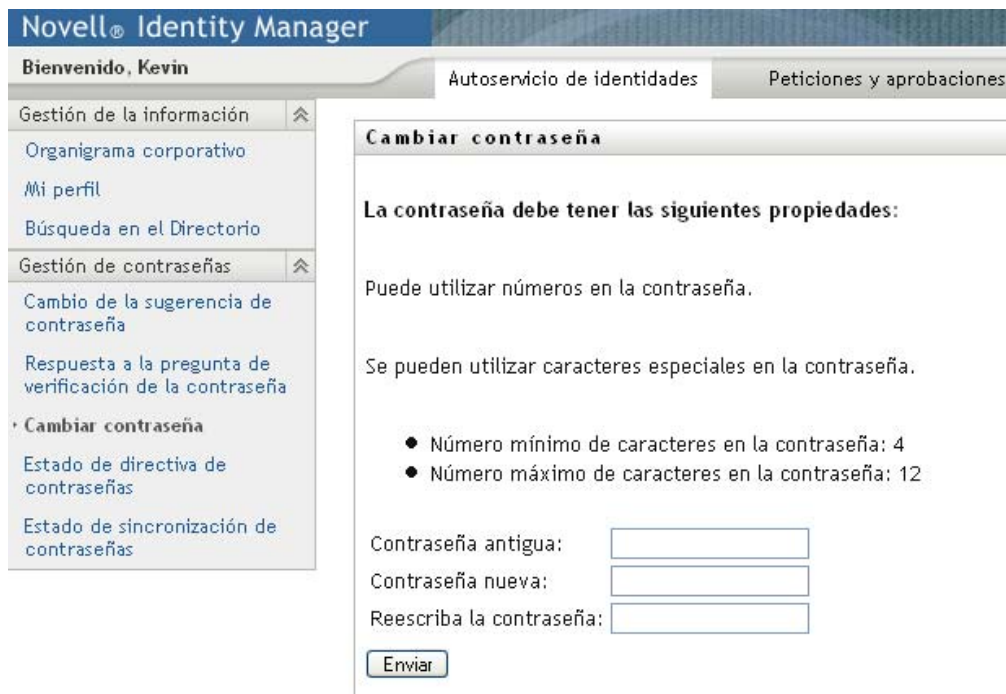 Novell® Identity Manager
Bienvenido, Kevin
Autoservicio de identidades
Peticiones y aprobaciones
Gestión de la información
Organigrama corporativo
Mi perfil
Búsqueda en el Directorio
Gestión de contraseñas
Cambio de la sugerencia de
contraseña
Respuesta a la pregunta de
verificación de la contraseña
Cambiar contraseña
Estado de directiva de
contraseñas
Estado de sincronización de
contraseñas
Cambiar contraseña
La contraseña debe tener las siguientes propiedades:
Puede utilizar números en la contraseña.
Se pueden utilizar caracteres especiales en la contraseña.
● Número mínimo de caracteres en la contraseña: 4
● Número máximo de caracteres en la contraseña: 12
Contraseña antigua:
Contraseña nueva:
Reescriba la contraseña:
Enviar